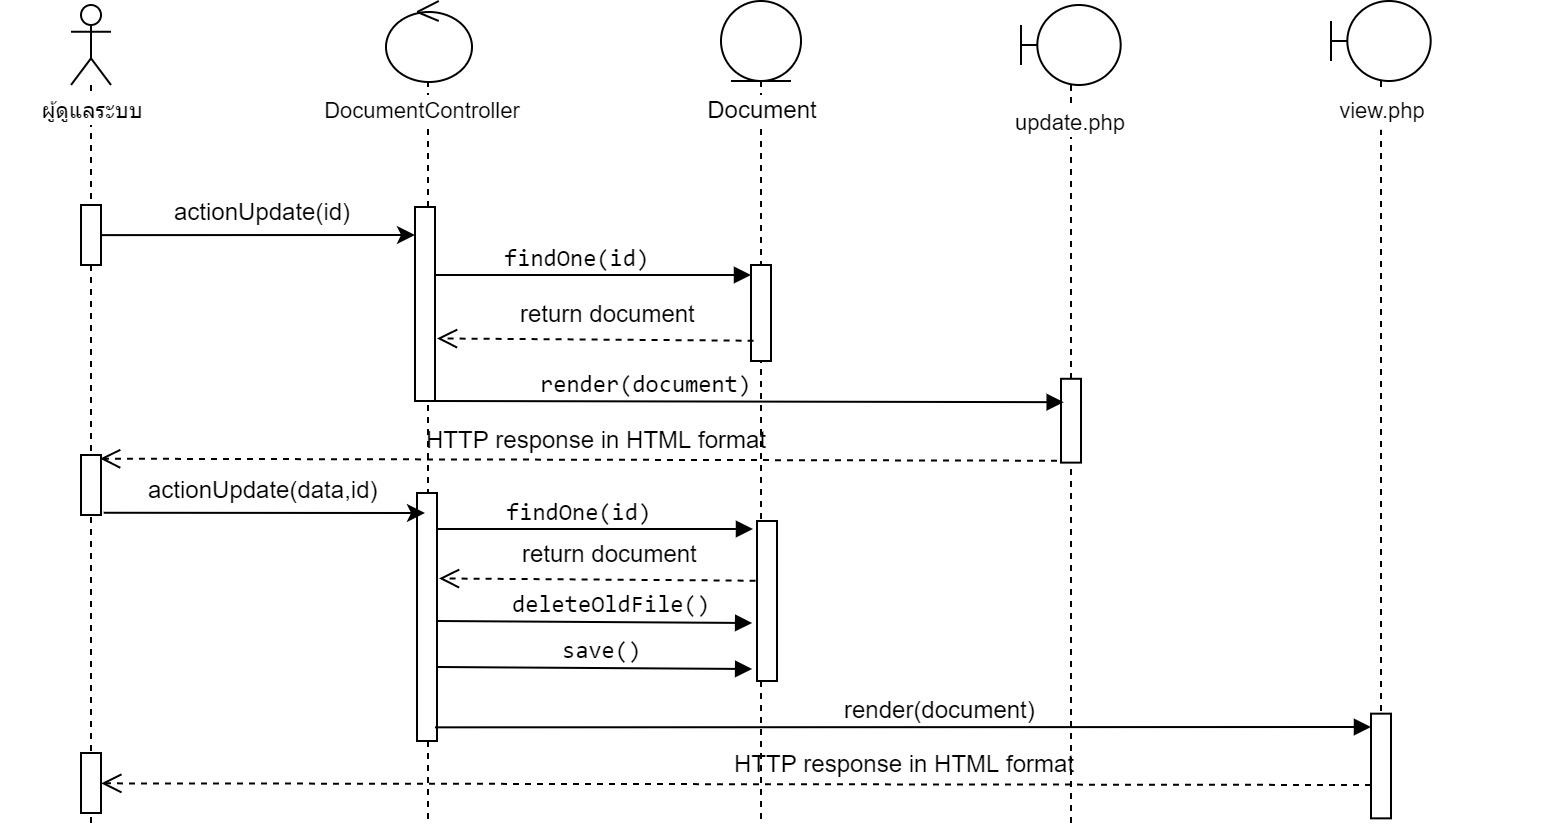 ผู้ดูแลระบบ
DocumentController
Document
update.php
view.php
actionUpdate(id)
findOne(id)
return document
render(document)
HTTP response in HTML format
actionUpdate(data,id)
findOne(id)
return document
deleteOldFile()
save()
render(document)
HTTP response in HTML format